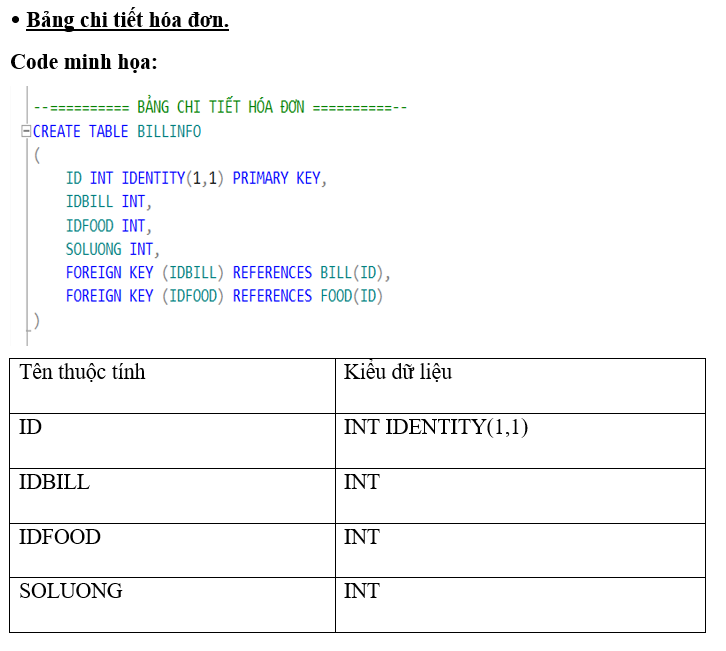 • Bảng chi tiết hóa đơn.
Code minh họa:
--========== BẢNG CHI TIẾT HÓA ĐƠN ==========--
CREATE TABLE BILLINFO
(
ID INT IDENTITY(1,1) PRIMARY KEY,
IDBILL INT,
IDFOOD INT,
SOLUONG INT,
FOREIGN KEY (IDBILL) REFERENCES BILL(ID),
FOREIGN KEY (IDFOOD) REFERENCES FOOD(ID)
)
Tên thuộc tính Kiểu dữ liệu
ID INT IDENTITY(1,1)
IDBILL INT
IDFOOD INT
SOLUONG INT